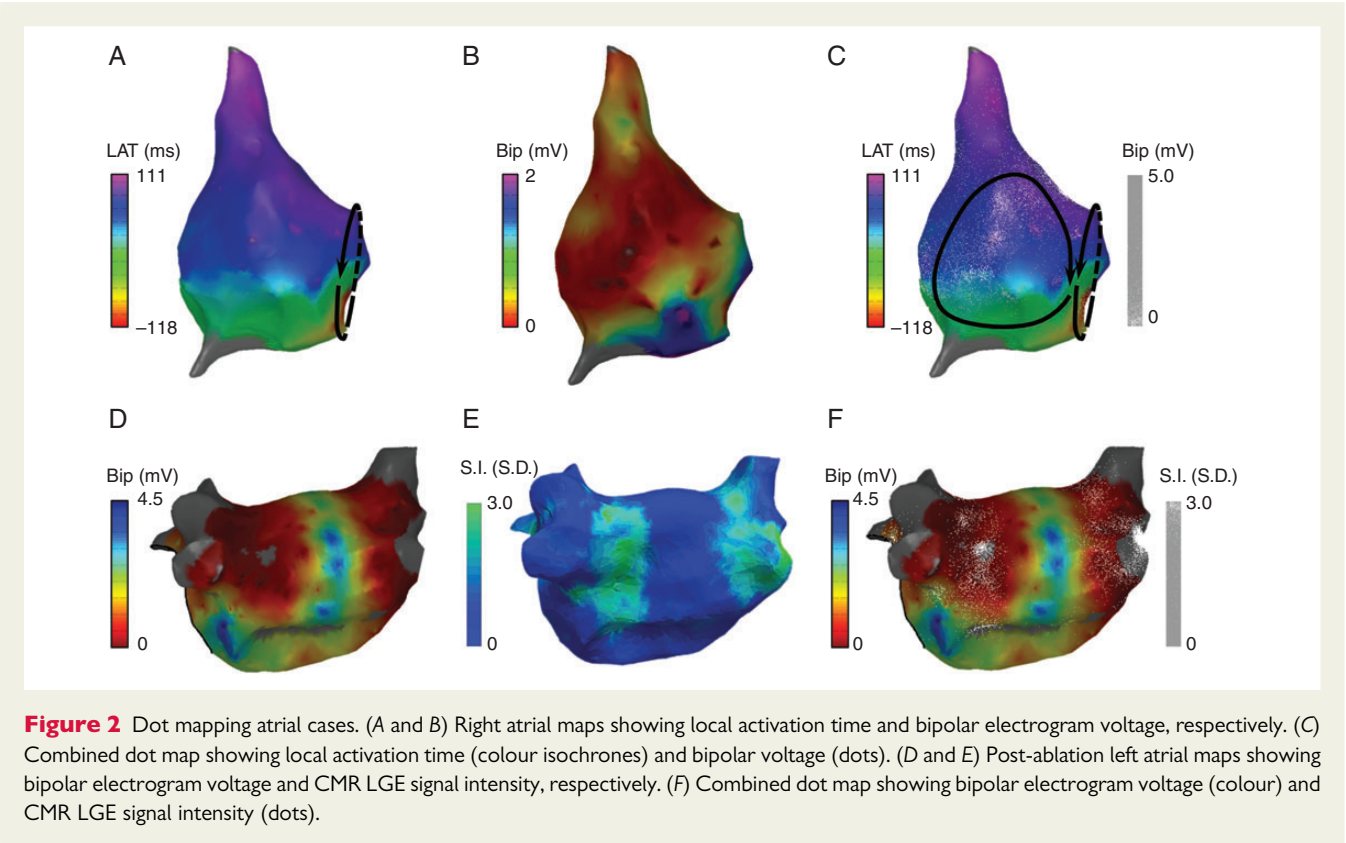 A
B
C
LAT (ms)
111
–118
Bip (mV)
2
0
LAT (ms)
111
–118
Bip (mV)
5.0
0
D
E
F
Bip (mV)
4.5
0
S.I. (S.D.)
3.0
0
Bip (mV)
4.5
0
S.I. (S.D.)
3.0
0
Figure 2 Dot mapping atrial cases. (A and B) Right atrial maps showing local activation time and bipolar electrogram voltage, respectively. (C)
Combined dot map showing local activation time (colour isochrones) and bipolar voltage (dots). (D and E) Post-ablation left atrial maps showing
bipolar electrogram voltage and CMR LGE signal intensity, respectively. (F) Combined dot map showing bipolar electrogram voltage (colour) and
CMR LGE signal intensity (dots).